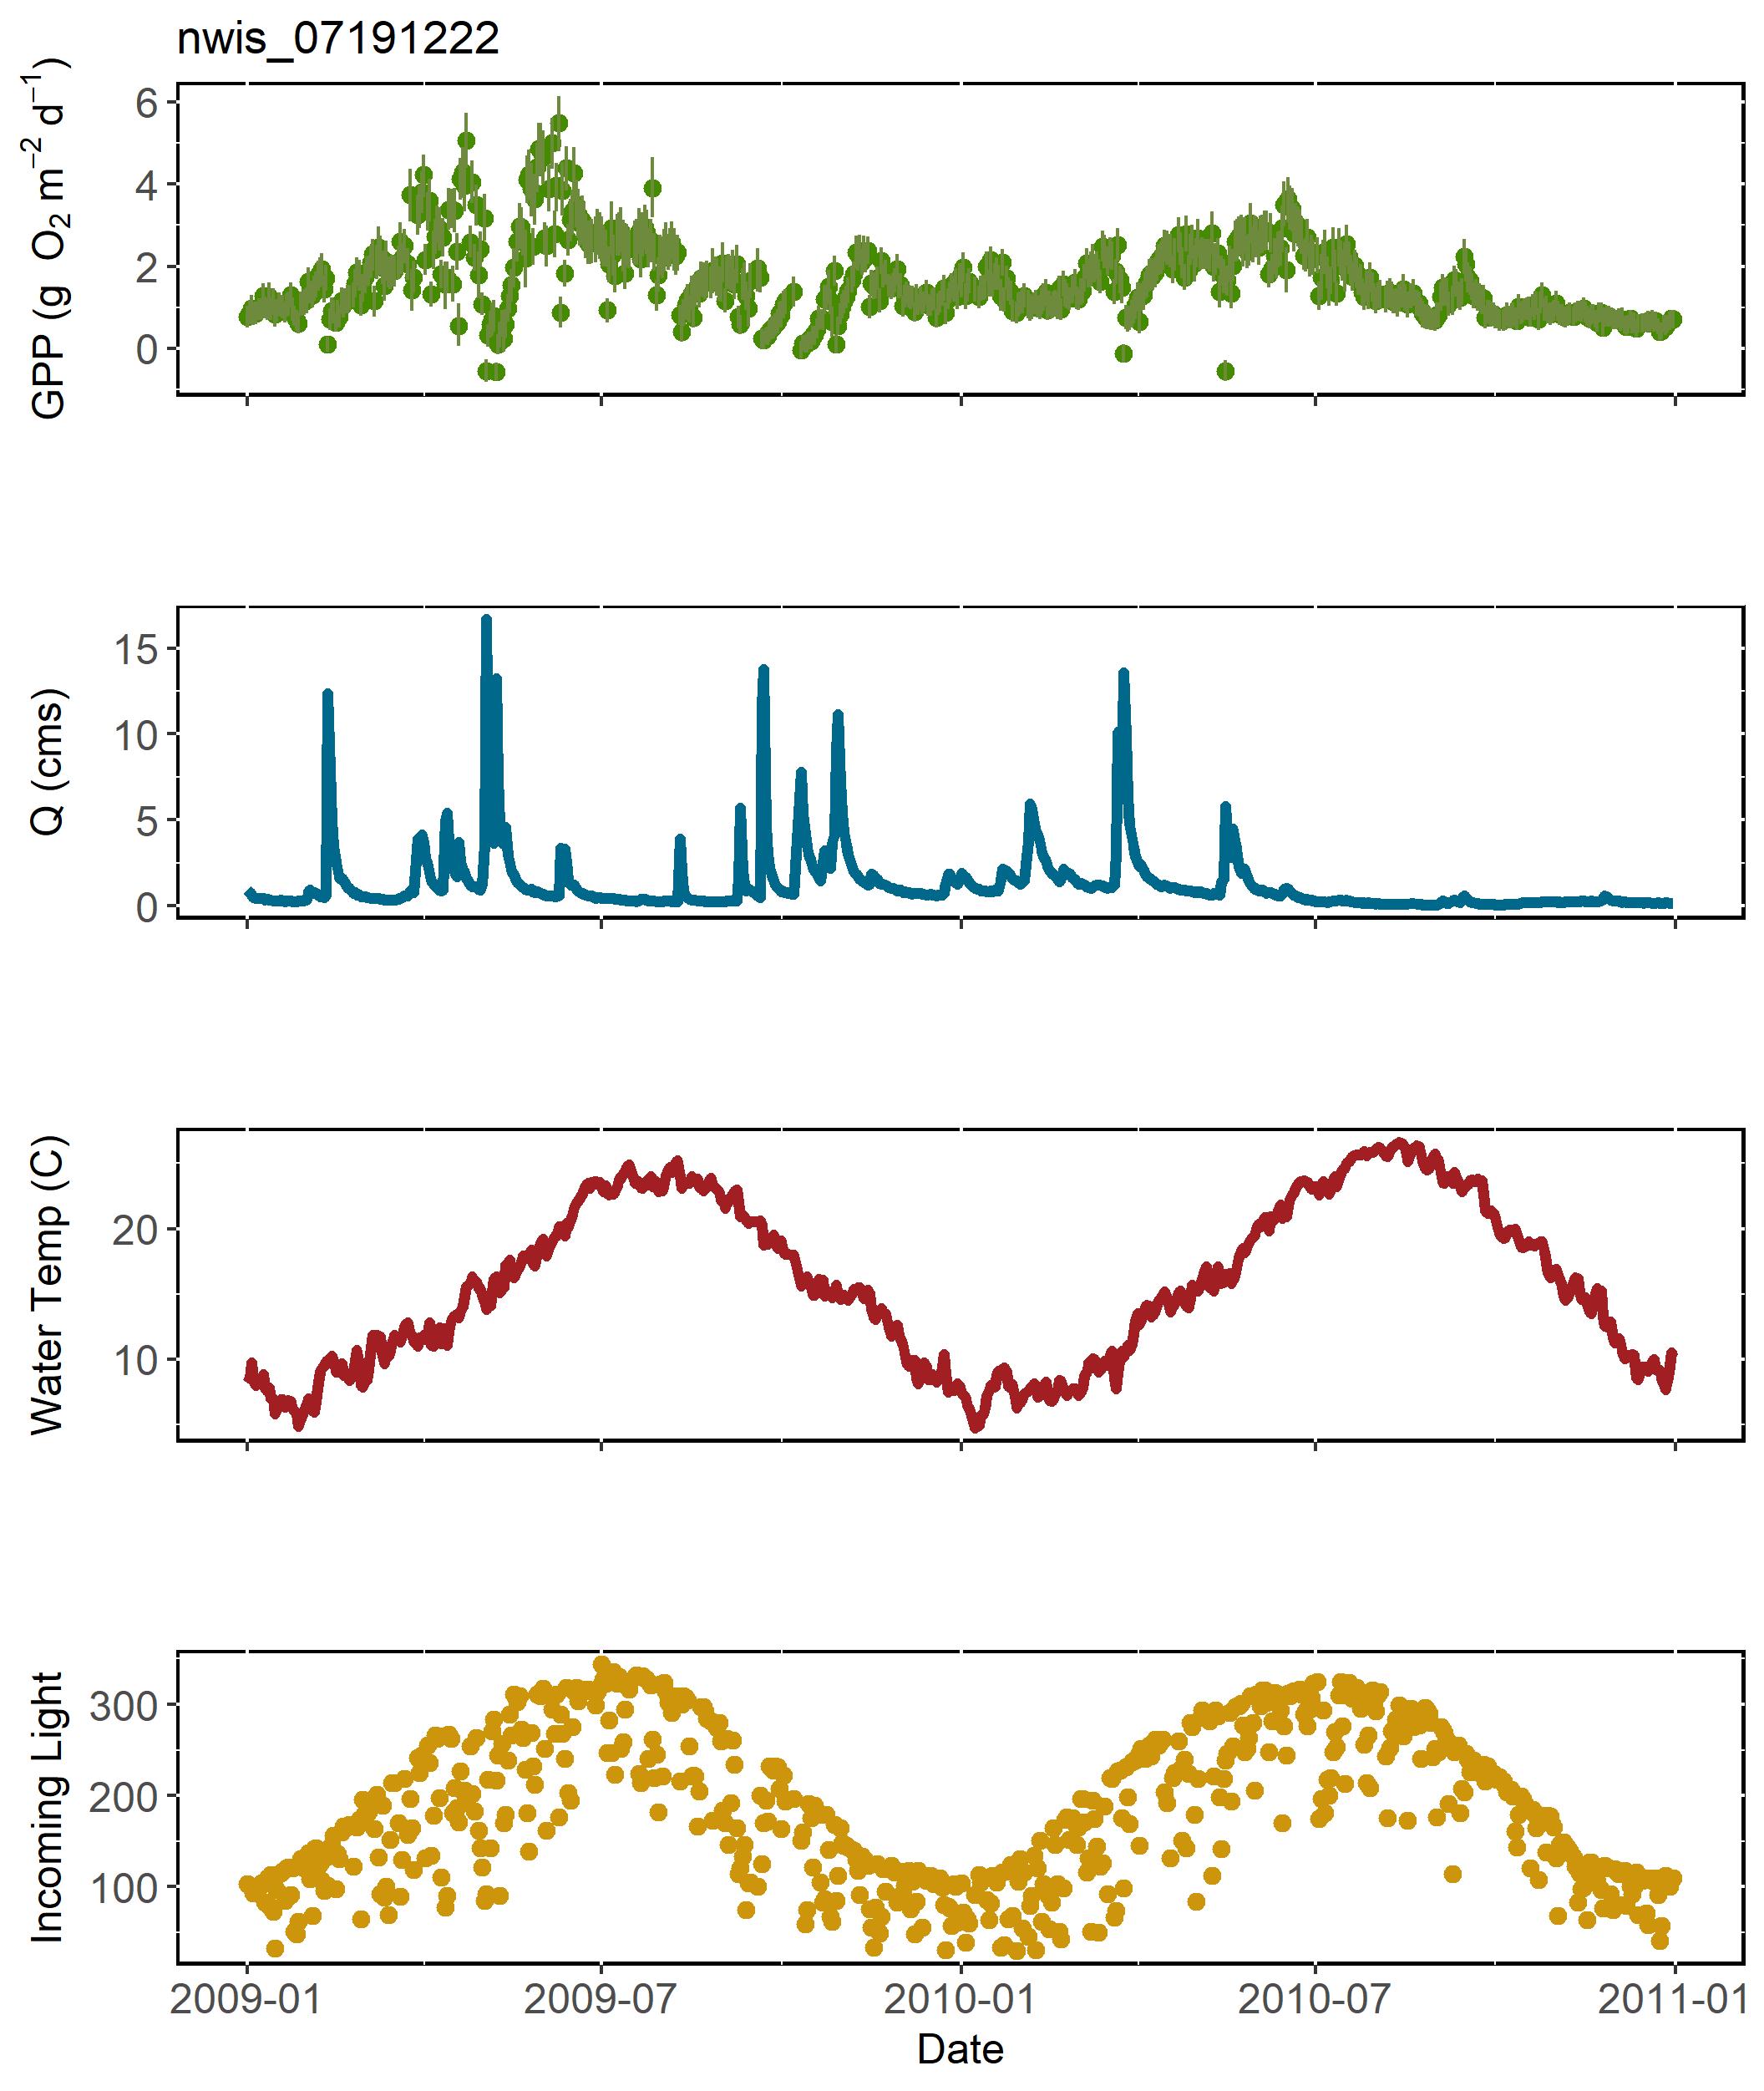 nwis_07191222
GPP (g O₂ m⁻² d⁻¹)
6
4
2
0
Q (cms)
15
10
5
0
Water Temp (C)
20
10
Incoming Light
300
200
100
2009-01 2009-07 2010-01 2010-07 2011-01
Date